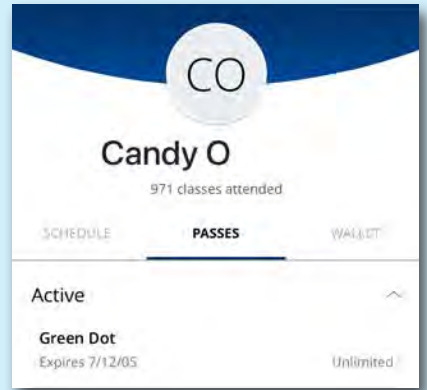 CO
Candy O
971 classes attended
SCHEDULE PASSES WALLET
Active
Green Dot
Expires 7/12/05 Unlimited